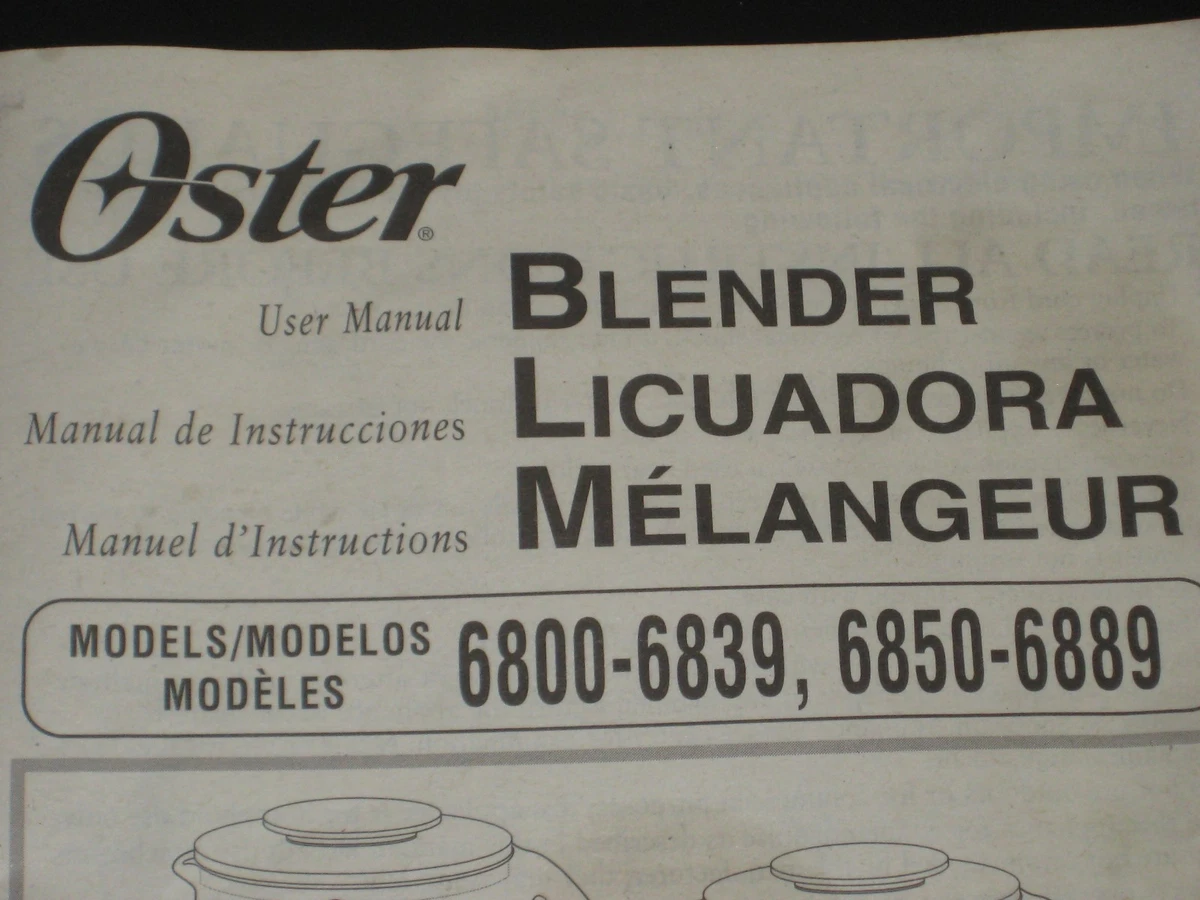 Oster®
User Manual BLENDER
Manual de Instrucciones LICUADORA
Manuel d'Instructions MÉLANGEUR
MODELS/MODELOS
MODÈLES
6800-6839, 6850-6889